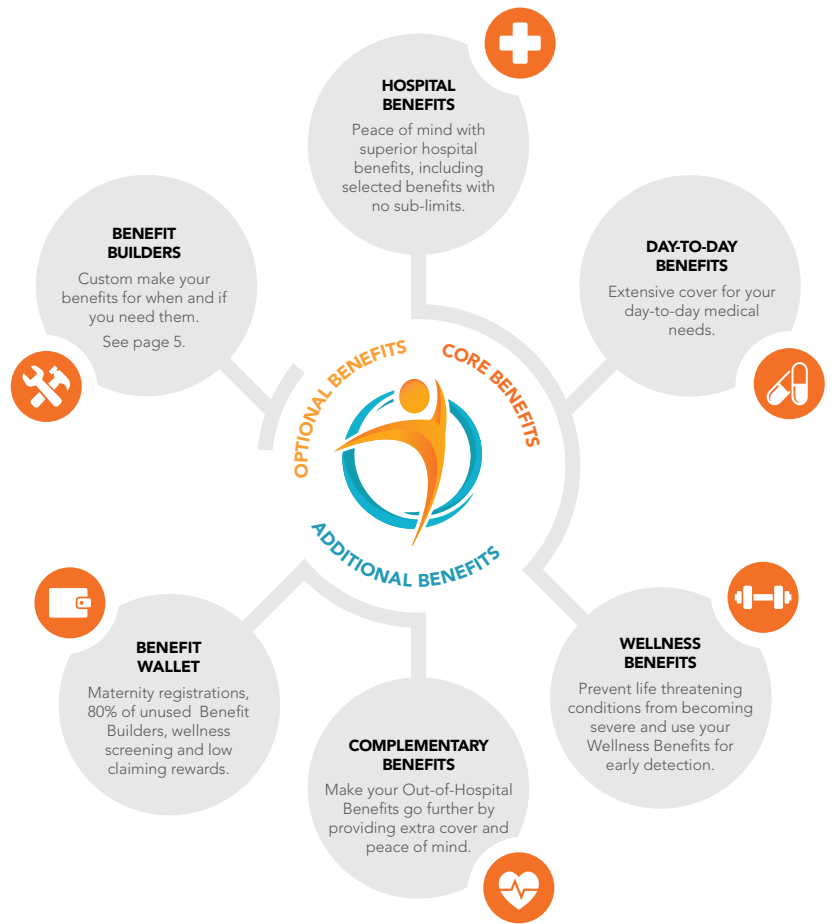 HOSPITAL
BENEFITS
Peace of mind with
superior hospital
benefits, including
selected benefits with
no sub-limits.
BENEFIT
BUILDERS
Custom make your
benefits for when and if
you need them.
See page 5.
DAY-TO-DAY
BENEFITS
Extensive cover for your
day-to-day medical
needs.
OPTIONAL BENEFITS
CORE BENEFITS
ADDITIONAL BENEFITS
BENEFIT
WALLET
Maternity registrations,
80% of unused Benefit
Builders, wellness
screening and low
claiming rewards.
COMPLEMENTARY
BENEFITS
Make your Out-of-Hospital
Benefits go further by
providing extra cover and
peace of mind.
WELLNESS
BENEFITS
Prevent life threatening
conditions from becoming
severe and use your
Wellness Benefits for
early detection.